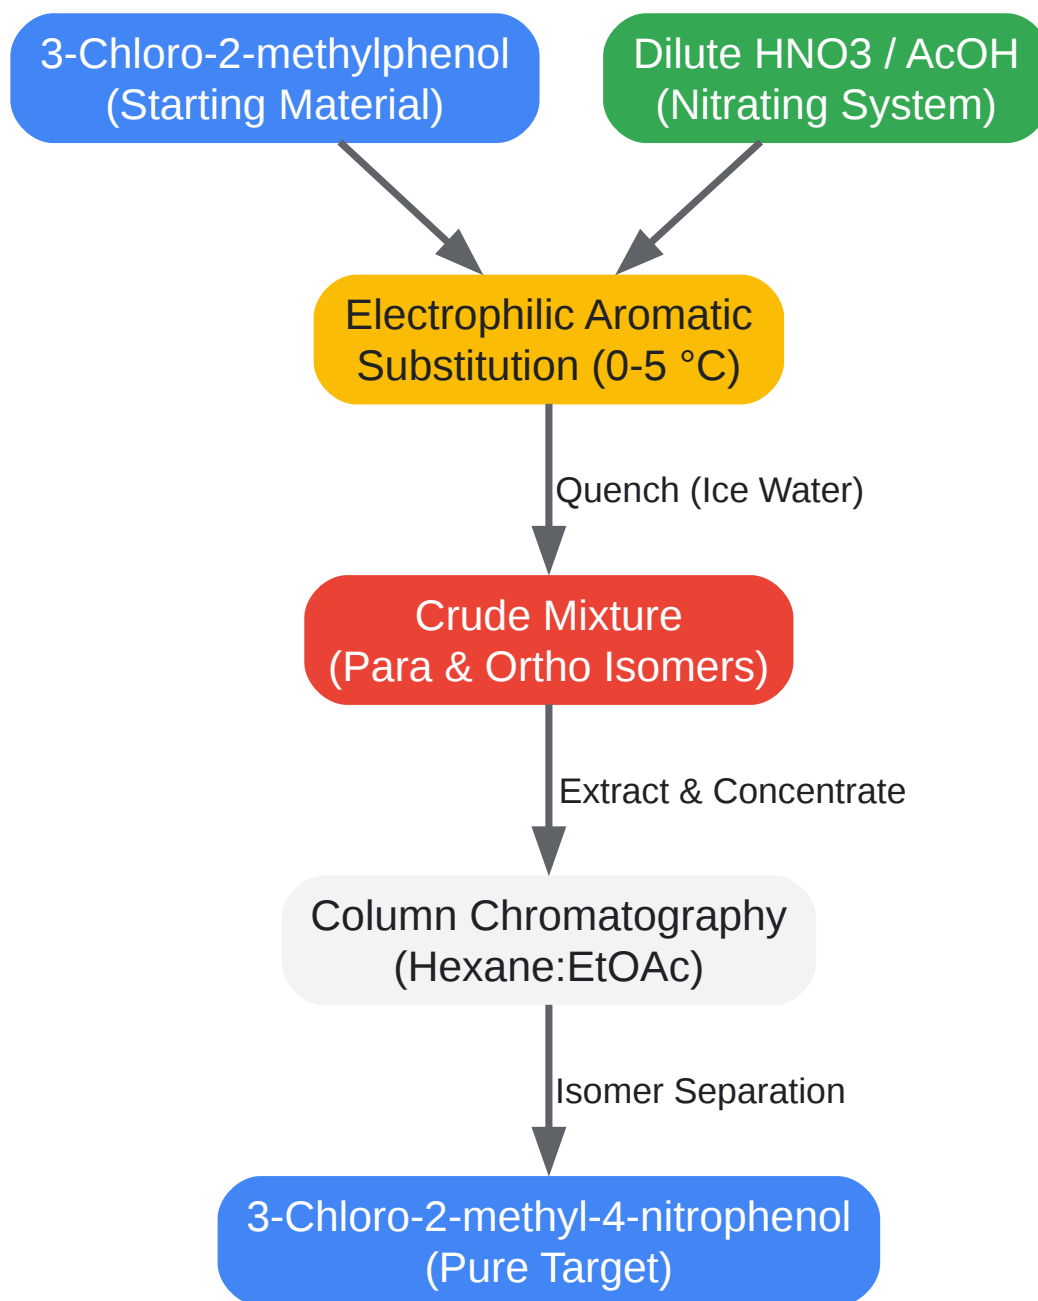 3-Chloro-2-methylphenol
(Starting Material)
Dilute HNO3 / AcOH
(Nitrating System)
Electrophilic Aromatic
Substitution (0-5 °C)
Quench (Ice Water)
Crude Mixture
(Para & Ortho Isomers)
Extract & Concentrate
Column Chromatography
(Hexane:EtOAc)
Isomer Separation
3-Chloro-2-methyl-4-nitrophenol
(Pure Target)